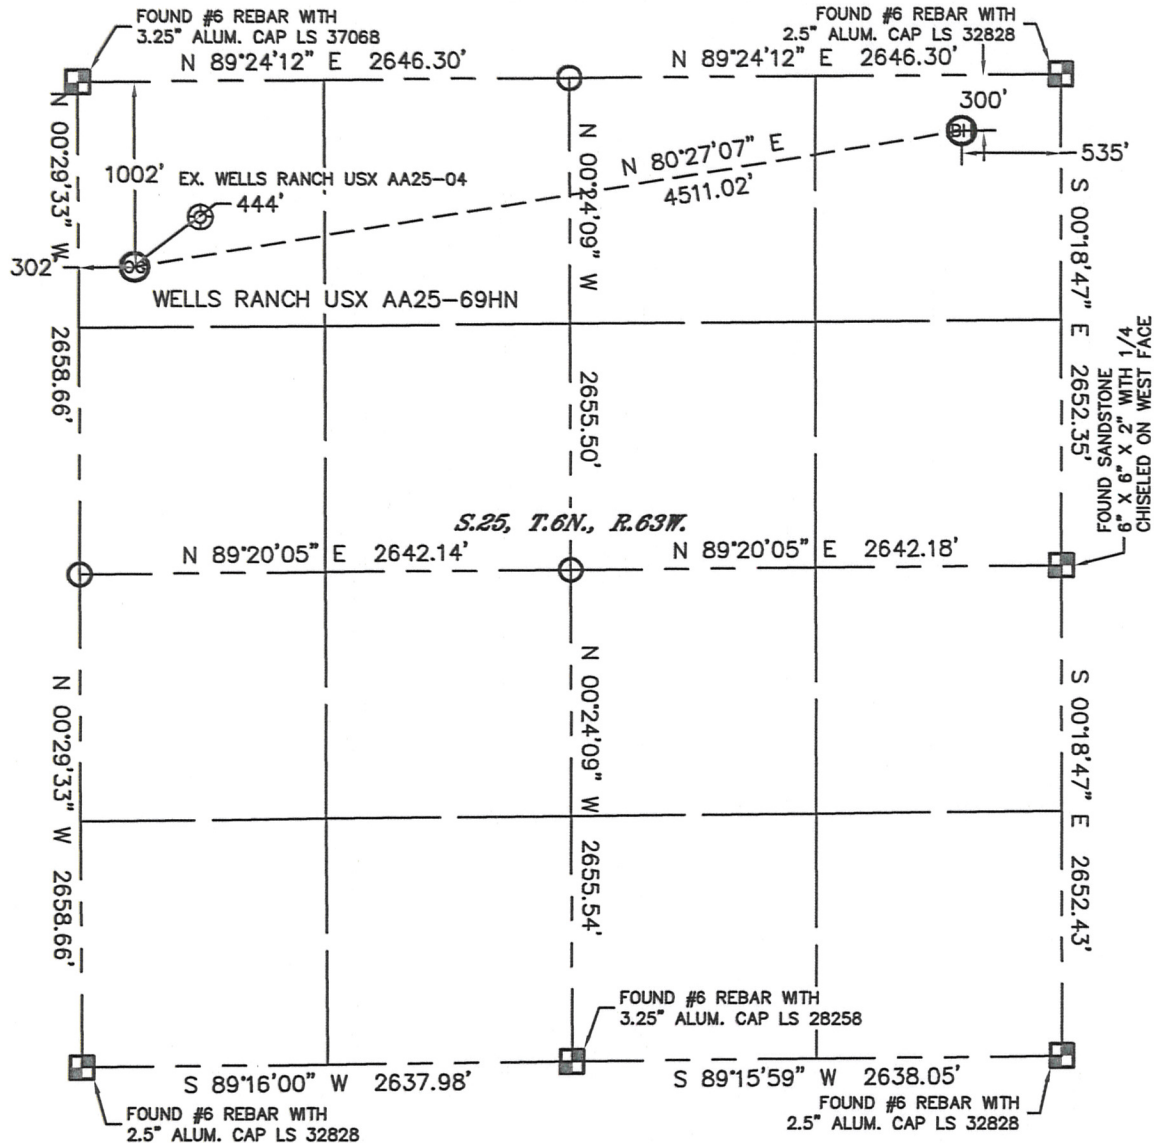 FOUND #6 REBAR WITH
3.25" ALUM. CAP LS 37068
FOUND #6 REBAR WITH
2.5" ALUM. CAP LS 32828
N 89°24'12" E 2646.30'
N 89°24'12" E 2646.30'
300'
BH
535'
N 80°27'07" E
4511.02'
1002'
EX. WELLS RANCH USX AA25-04
444'
302'
WELLS RANCH USX AA25-69HN
N 00°29'33" W 2658.66'
N 00°24'09" W 2655.50'
S 00°18'47" E 2652.35'
FOUND SANDSTONE
6" X 6" X 2" WITH 1/4
CHISELED ON WEST FACE
S.25, T.6N., R.63W.
N 89°20'05" E 2642.14'
N 89°20'05" E 2642.18'
N 00°29'33" W 2658.66'
N 00°24'09" W 2655.54'
S 00°18'47" E 2652.43'
FOUND #6 REBAR WITH
3.25" ALUM. CAP LS 28258
S 89°16'00" W 2637.98'
S 89°15'59" W 2638.05'
FOUND #6 REBAR WITH
2.5" ALUM. CAP LS 32828
FOUND #6 REBAR WITH
2.5" ALUM. CAP LS 32828